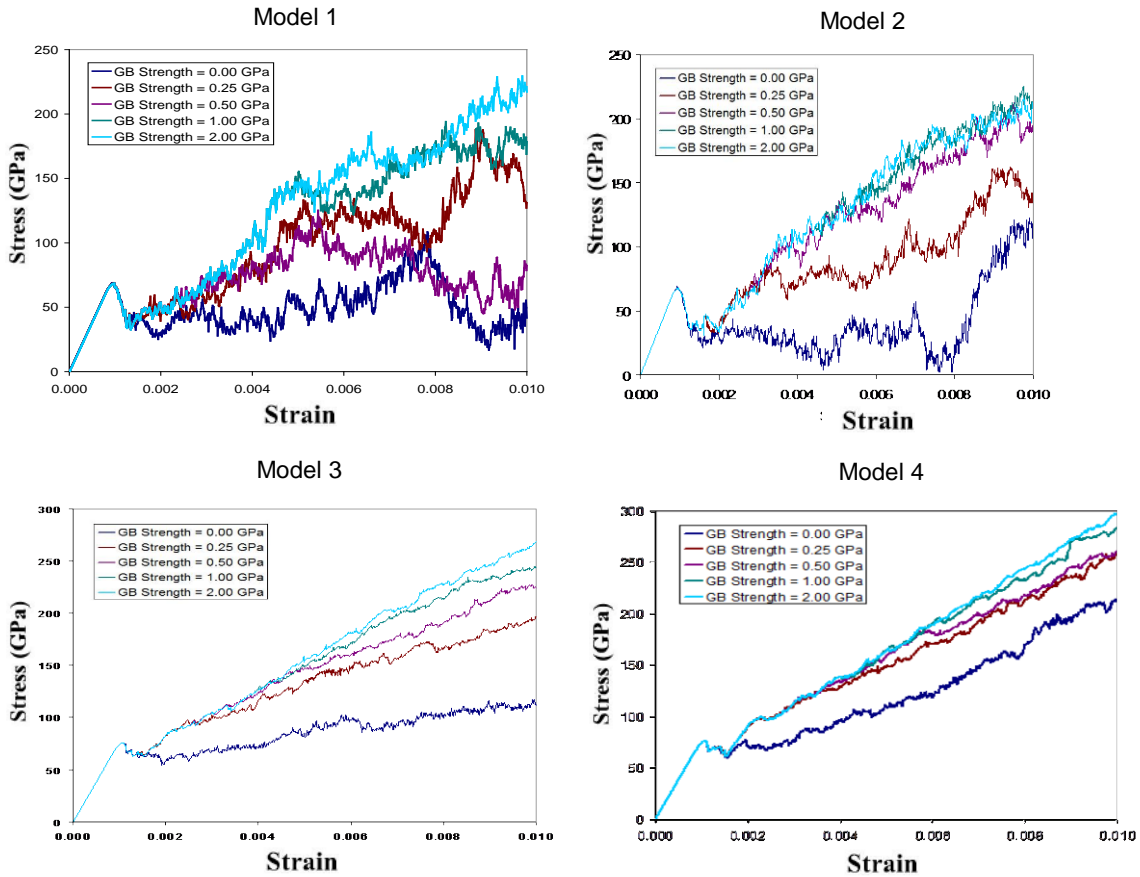 Model 1
250
200
150
100
50
0
Stress (GPa)
GB Strength = 0.00 GPa
GB Strength = 0.25 GPa
GB Strength = 0.50 GPa
GB Strength = 1.00 GPa
GB Strength = 2.00 GPa
0.000 0.002 0.004 0.006 0.008 0.010
Strain
Model 2
250
200
150
100
50
0
Stress (GPa)
GB Strength = 0.00 GPa
GB Strength = 0.25 GPa
GB Strength = 0.50 GPa
GB Strength = 1.00 GPa
GB Strength = 2.00 GPa
0.000 0.002 0.004 0.006 0.008 0.010
Strain
Model 3
300
250
200
150
100
50
0
Stress (GPa)
GB Strength = 0.00 GPa
GB Strength = 0.25 GPa
GB Strength = 0.50 GPa
GB Strength = 1.00 GPa
GB Strength = 2.00 GPa
0.000 0.002 0.004 0.006 0.008 0.010
Strain
Model 4
300
250
200
150
100
50
0
Stress (GPa)
GB Strength = 0.00 GPa
GB Strength = 0.25 GPa
GB Strength = 0.50 GPa
GB Strength = 1.00 GPa
GB Strength = 2.00 GPa
0.000 0.002 0.004 0.006 0.008 0.010
Strain